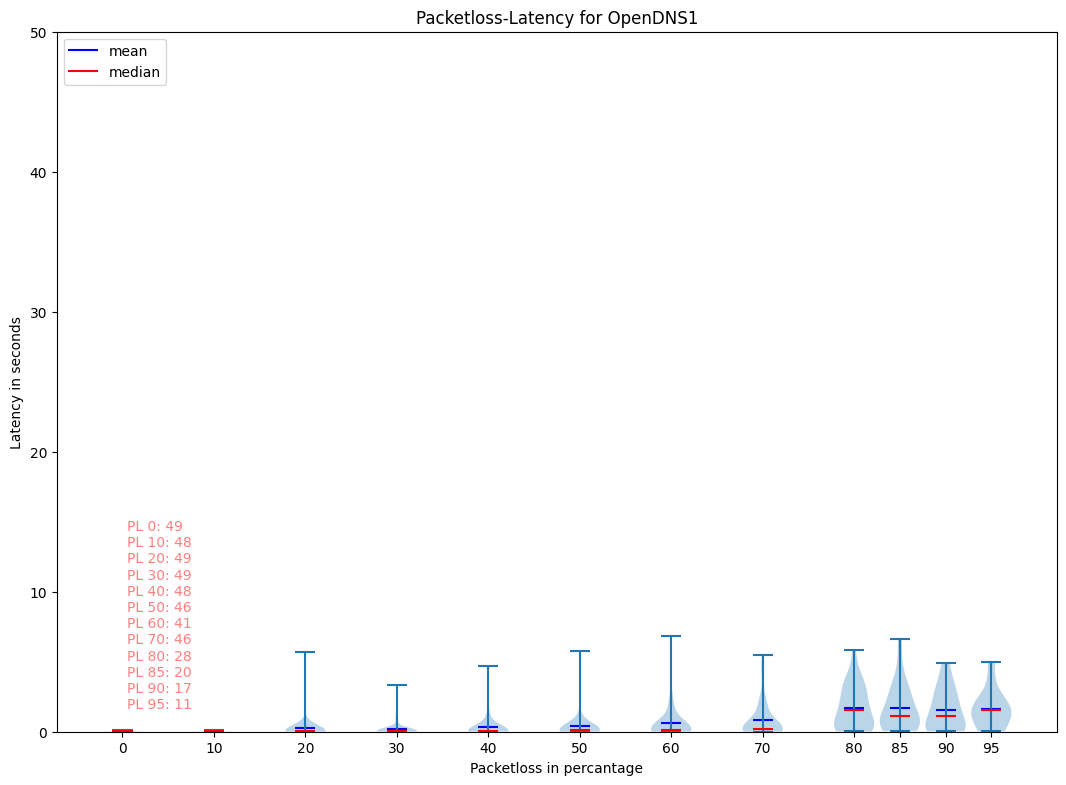 Packetloss-Latency for OpenDNS1
mean
median
50
40
30
20
10
0
Latency in seconds
PL 0: 49
PL 10: 48
PL 20: 49
PL 30: 49
PL 40: 48
PL 50: 46
PL 60: 41
PL 70: 46
PL 80: 28
PL 85: 20
PL 90: 17
PL 95: 11
0 10 20 30 40 50 60 70 80 85 90 95
Packetloss in percantage